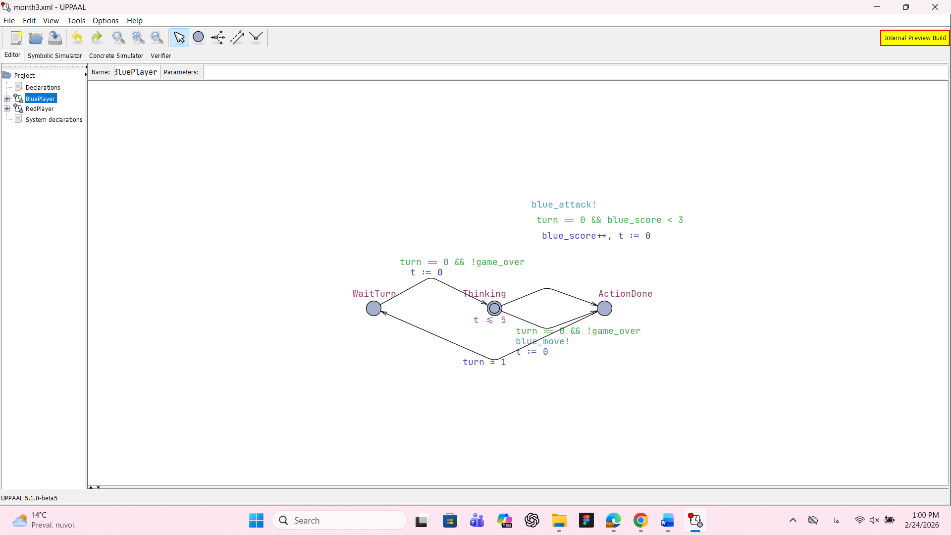 month3.xml - UPPAAL
File Edit View Tools Options Help
Internal Preview Build
Editor Symbolic Simulator Concrete Simulator Verifier
Project
Declarations
BluePlayer
RedPlayer
System declarations
Name: BluePlayer Parameters:
blue_attack!
turn == 0 && blue_score < 3
blue_score++, t := 0
turn == 0 && !game_over
t := 0
WaitTurn Thinking ActionDone
t <= 5
turn == 0 && !game_over
blue_move!
t := 0
turn = 1
UPPAAL 5.1.0-beta5
14°C
Preval. nuvol.
Search
1:00 PM
2/24/2026